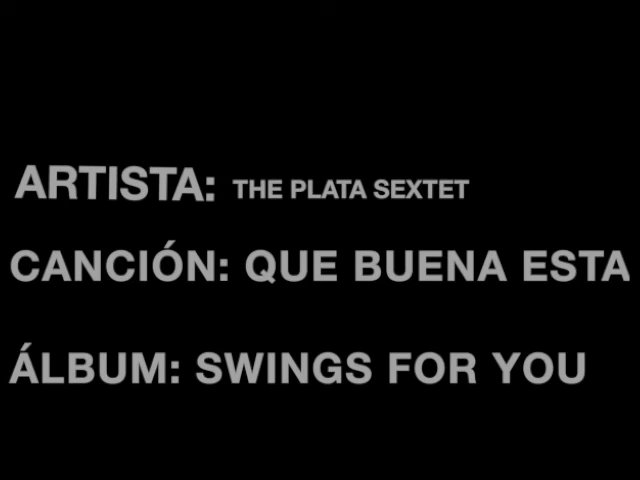 ARTISTA: THE PLATA SEXTET
CANCIÓN: QUE BUENA ESTA
ÁLBUM: SWINGS FOR YOU